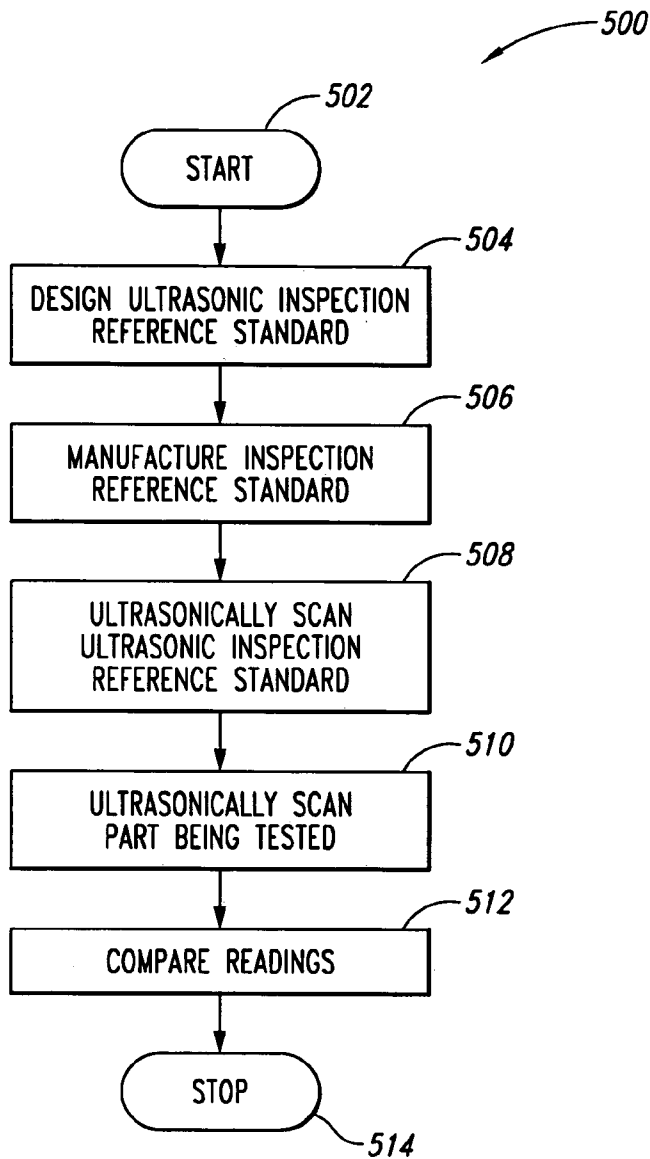 500
502
START
504
DESIGN ULTRASONIC INSPECTION
REFERENCE STANDARD
506
MANUFACTURE INSPECTION
REFERENCE STANDARD
508
ULTRASONICALLY SCAN
ULTRASONIC INSPECTION
REFERENCE STANDARD
510
ULTRASONICALLY SCAN
PART BEING TESTED
512
COMPARE READINGS
STOP
514